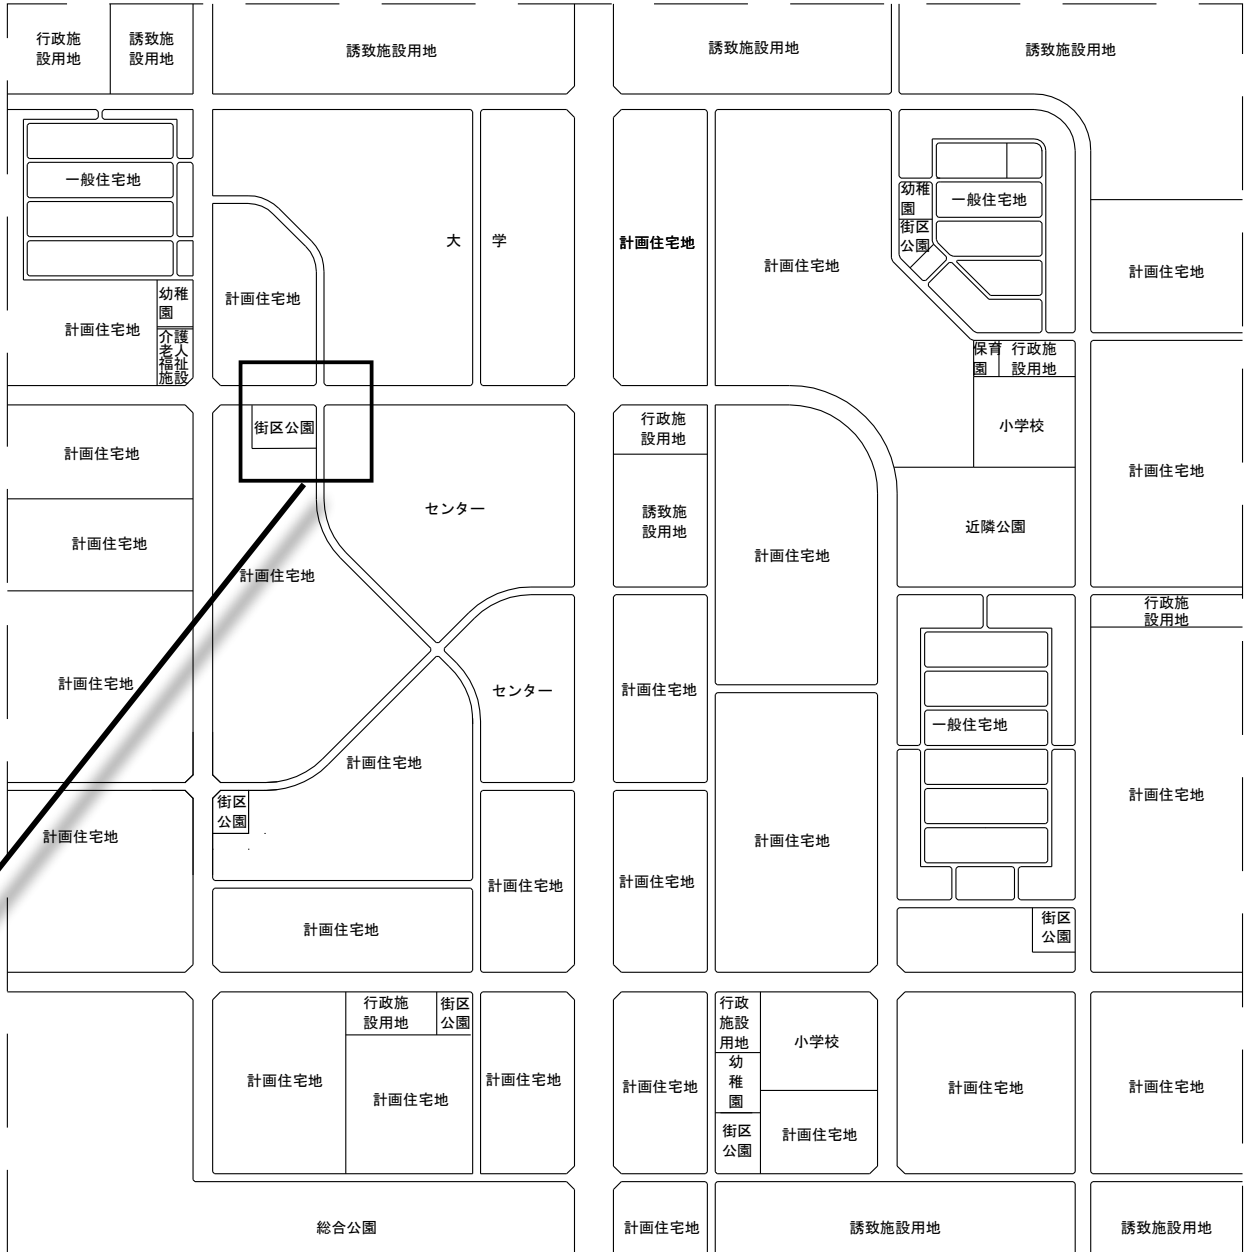 行政施
設用地
誘致施
設用地
誘致施設用地
誘致施設用地
誘致施設用地
一般住宅地
幼稚
園
街区
公園
一般住宅地
大　学
計画住宅地
計画住宅地
計画住宅地
計画住宅地
幼稚
園
計画住宅地
介護
老人
福祉
施設
保育
園
行政施
設用地
街区公園
行政施
設用地
小学校
計画住宅地
計画住宅地
センター
誘致施
設用地
近隣公園
計画住宅地
計画住宅地
計画住宅地
行政施
設用地
計画住宅地
センター
計画住宅地
一般住宅地
計画住宅地
計画住宅地
街区
公園
計画住宅地
計画住宅地
計画住宅地
計画住宅地
計画住宅地
街区
公園
行政施
設用地
街区
公園
行政
施設
用地
小学校
計画住宅地
計画住宅地
計画住宅地
計画住宅地
幼
稚
園
計画住宅地
計画住宅地
街区
公園
計画住宅地
総合公園
計画住宅地
誘致施設用地
誘致施設用地